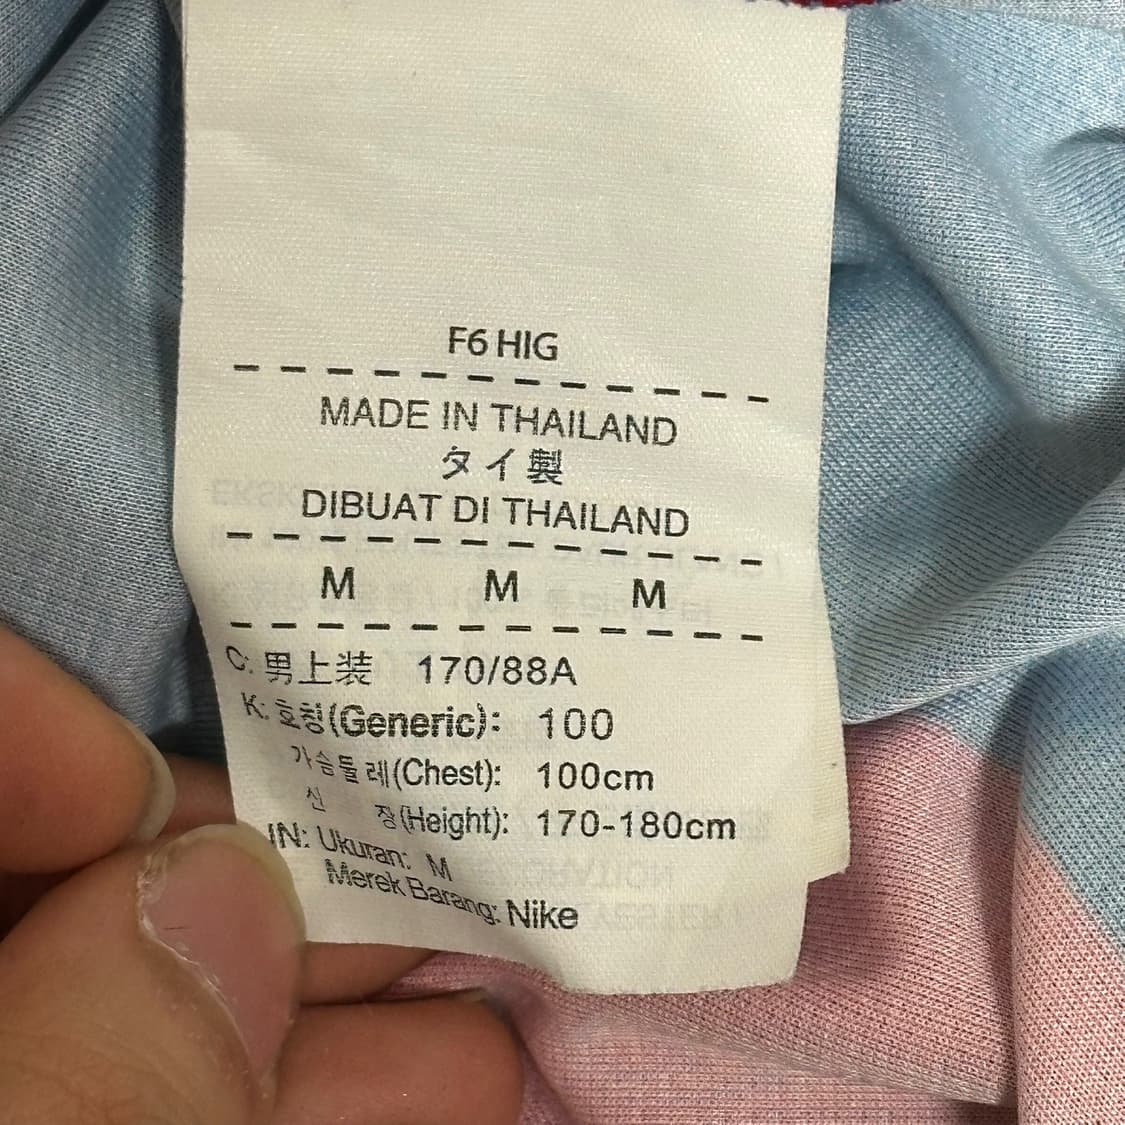 F6 HIG
MADE IN THAILAND
タイ製
DIBUAT DI THAILAND
M M M
C: 男上装 170/88A
K: 호칭(Generic): 100
가슴둘레(Chest): 100cm
신 장(Height): 170-180cm
IN: Ukuran: M
Merek Barang: Nike